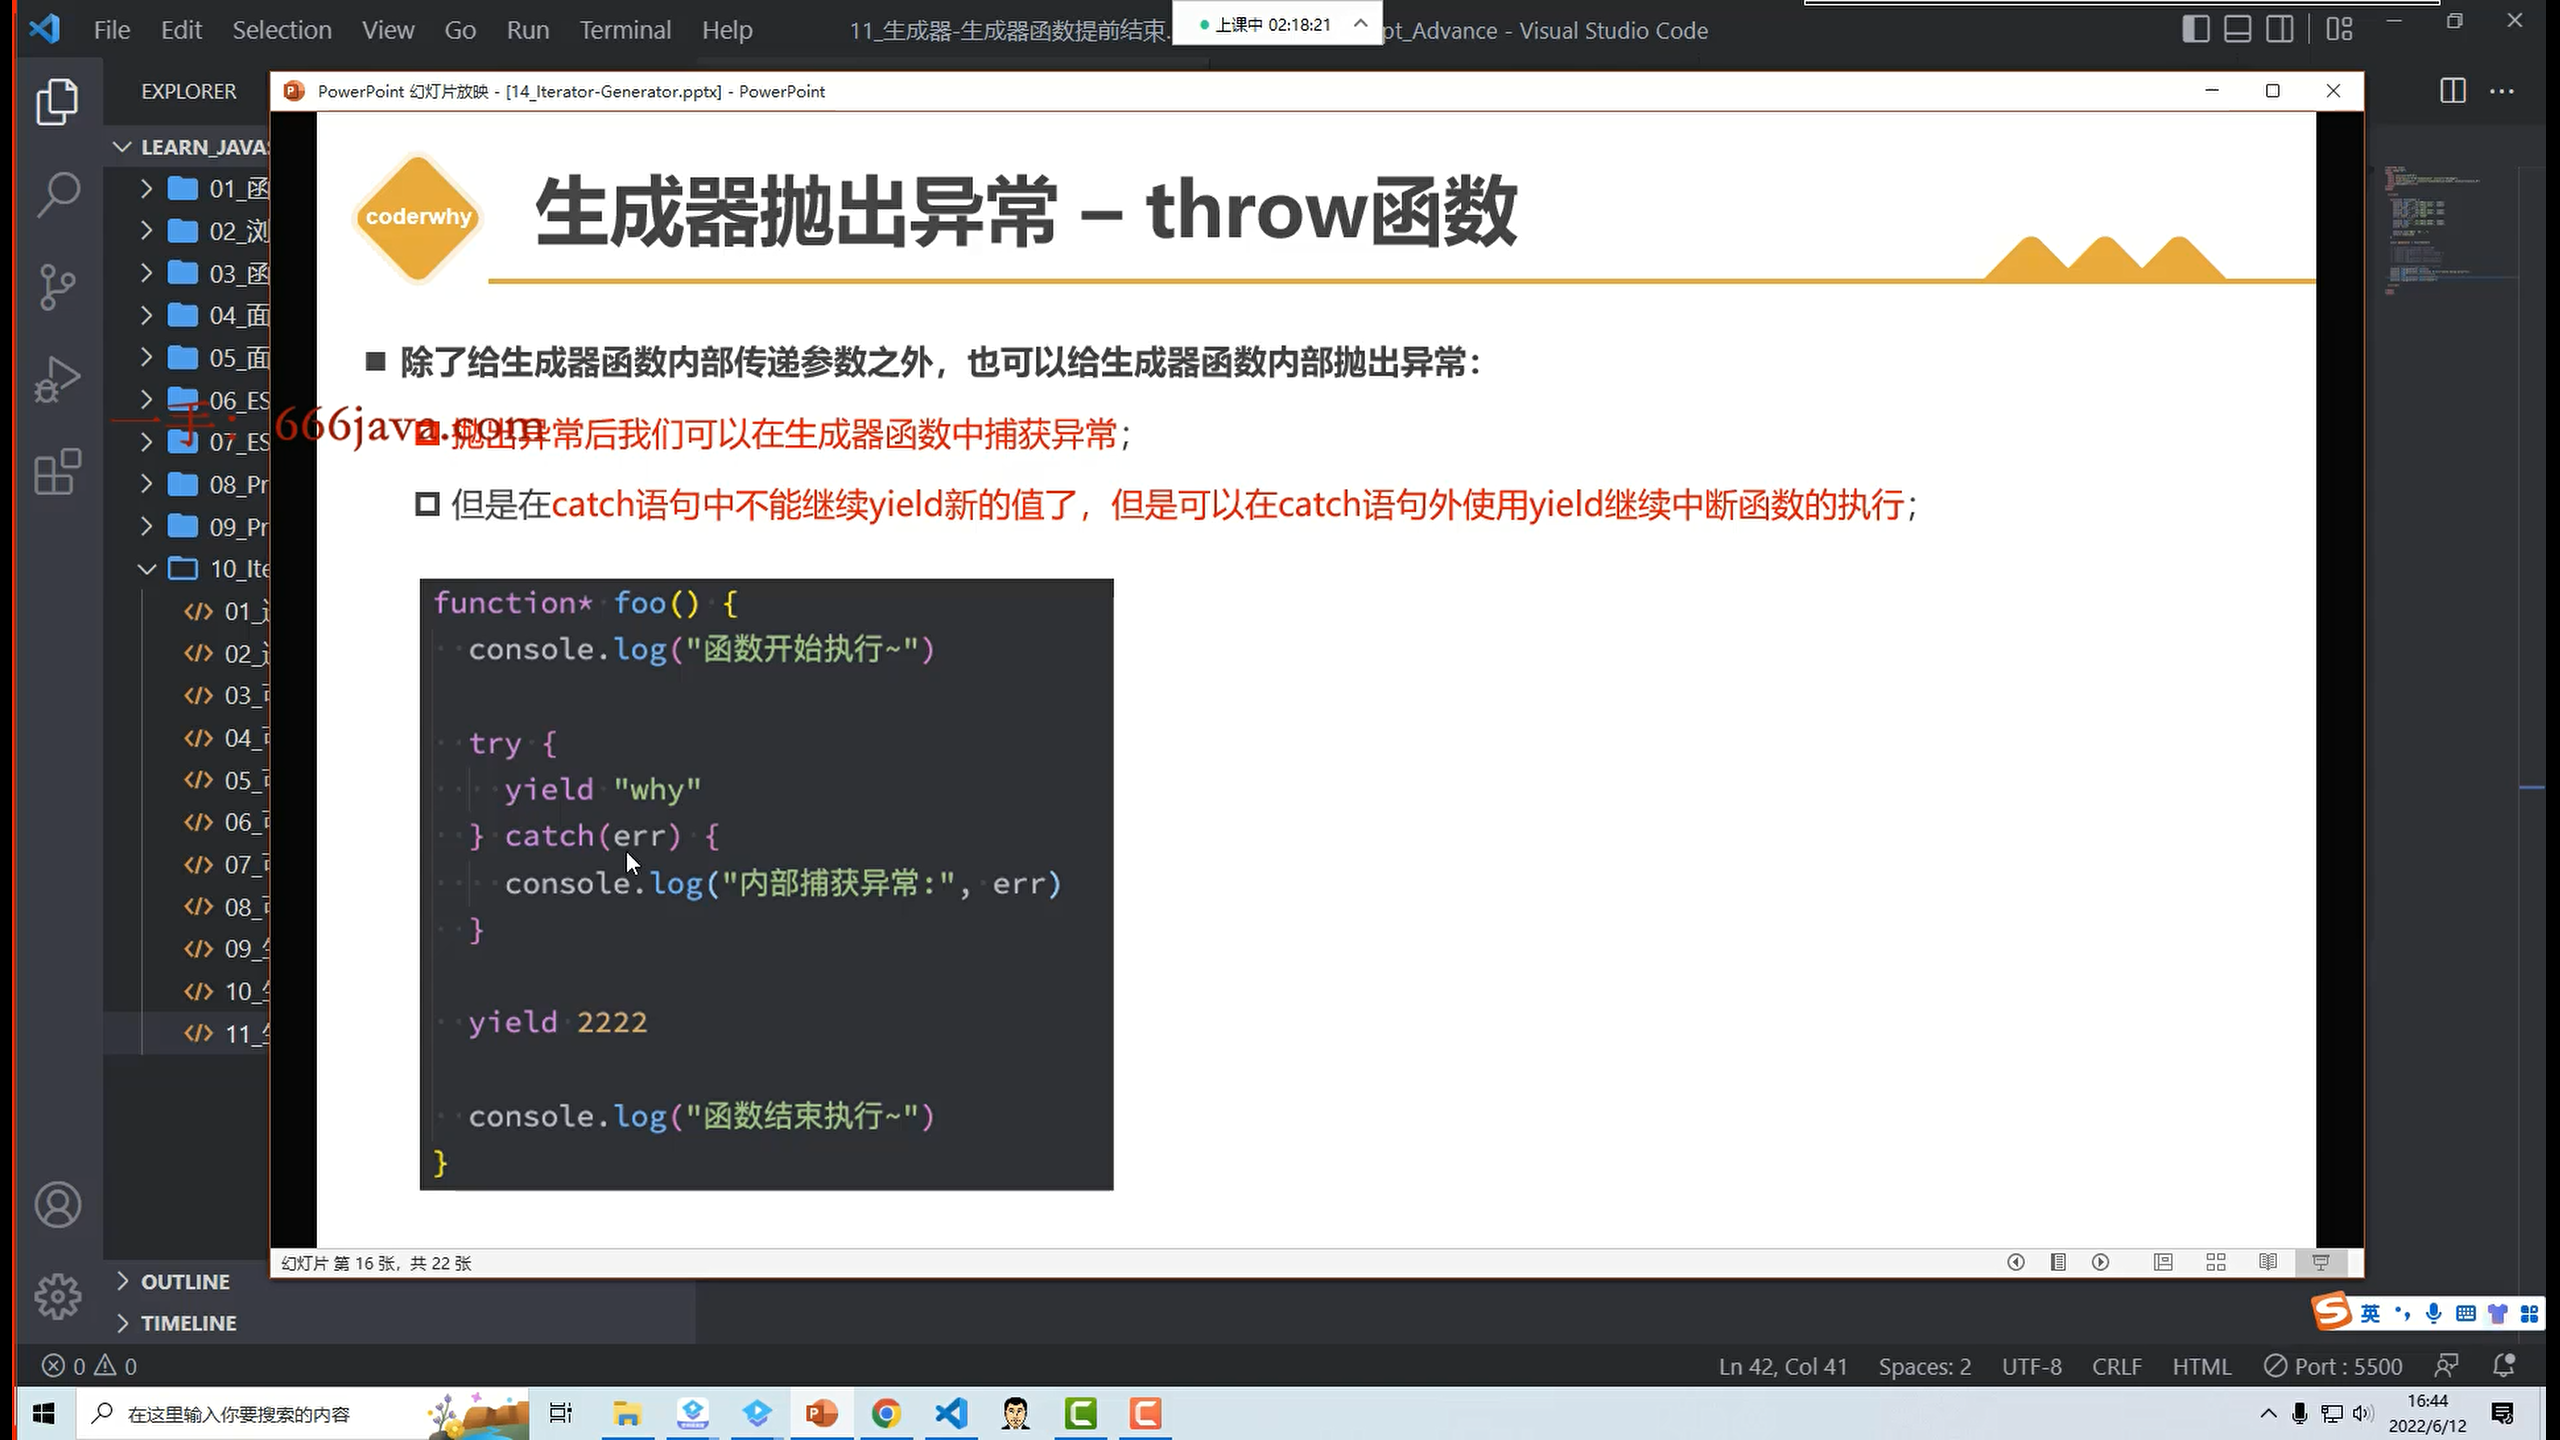 File Edit Selection View Go Run Terminal Help
11_生成器-生成器函数提前结束.
上课中 02:18:21
pt_Advance - Visual Studio Code
EXPLORER
PowerPoint 幻灯片放映 - [14_Iterator-Generator.pptx] - PowerPoint
LEARN_JAVAS
01_函
02_浏
03_函
04_面
05_面
06_ES
07_ES
08_Pr
09_Pr
10_Ite
01_
02_
03_
04_
05_
06_
07_
08_
09_
10_
11_
coderwhy
生成器抛出异常 – throw函数
■ 除了给生成器函数内部传递参数之外，也可以给生成器函数内部抛出异常：
一手：666java.com
抛出异常后我们可以在生成器函数中捕获异常；
但是在catch语句中不能继续yield新的值了，但是可以在catch语句外使用yield继续中断函数的执行；
function* foo() {
console.log("函数开始执行~")
try {
yield "why"
} catch(err) {
console.log("内部捕获异常:", err)
}
yield 2222
console.log("函数结束执行~")
}
幻灯片 第 16 张，共 22 张
OUTLINE
TIMELINE
英
0 0
Ln 42, Col 41 Spaces: 2 UTF-8 CRLF HTML Port : 5500
在这里输入你要搜索的内容
16:44
2022/6/12